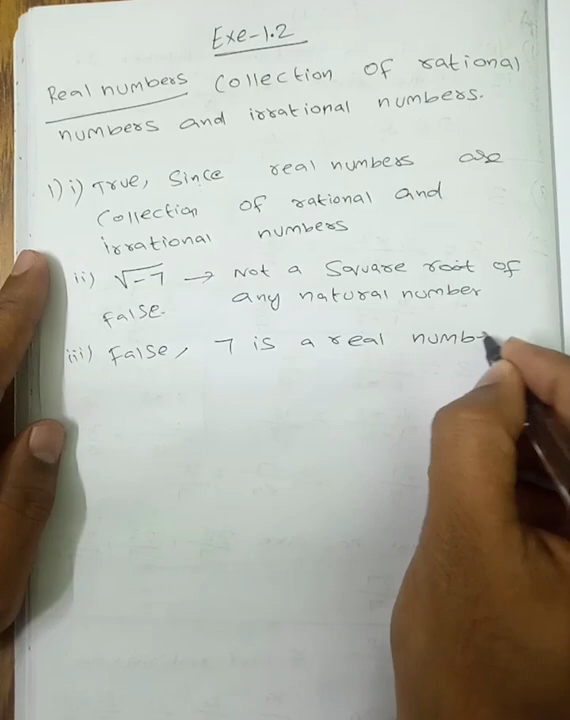 Exe-1.2
Real numbers Collection of rational
numbers and irrational numbers.
1) i) True, Since real numbers are
Collection of rational and
irrational numbers
ii) √-7 → Not a Square root of
false. any natural number
iii) False, 7 is a real numb